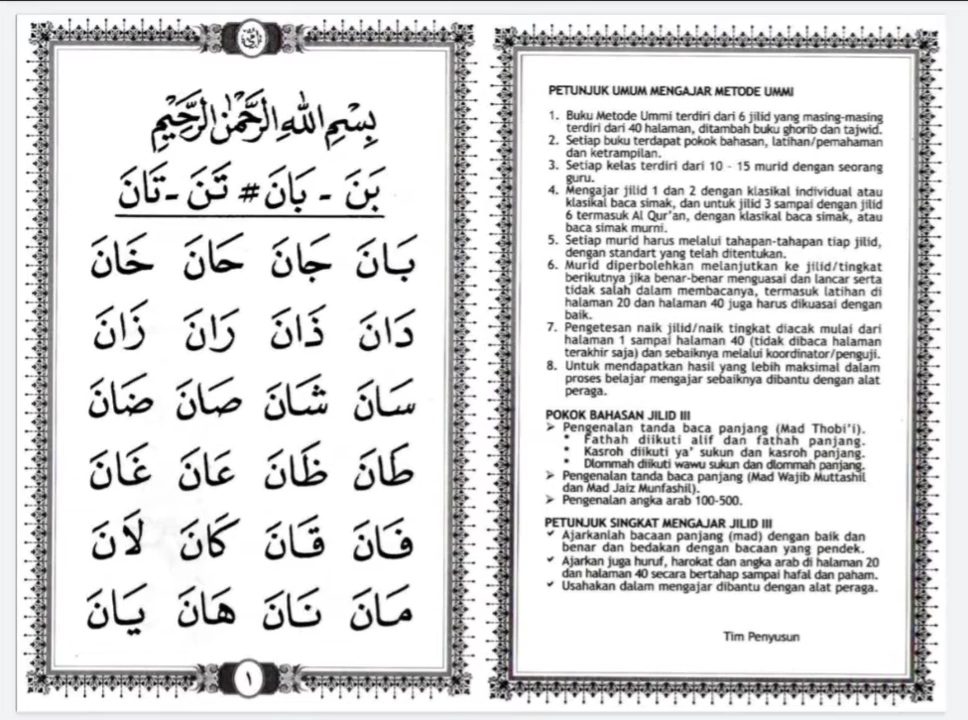 بِسْمِ اللهِ الرَّحْمٰنِ الرَّحِيْمِ
بَنَ - بَانَ # تَنَ - تَانَ
بَانَ جَانَ حَانَ خَانَ
دَانَ ذَانَ رَانَ زَانَ
سَانَ شَانَ صَانَ ضَانَ
طَانَ ظَانَ عَانَ غَانَ
فَانَ قَانَ كَانَ لَانَ
مَانَ نَانَ هَانَ يَانَ
١
PETUNJUK UMUM MENGAJAR METODE UMMI
1. Buku Metode Ummi terdiri dari 6 jilid yang masing-masing
terdiri dari 40 halaman, ditambah buku ghorib dan tajwid.
2. Setiap buku terdapat pokok bahasan, latihan/pemahaman
dan ketrampilan.
3. Setiap kelas terdiri dari 10 - 15 murid dengan seorang
guru.
4. Mengajar jilid 1 dan 2 dengan klasikal individual atau
klasikal baca simak, dan untuk jilid 3 sampai dengan jilid
6 termasuk Al Qur'an, dengan klasikal baca simak, atau
baca simak murni.
5. Setiap murid harus melalui tahapan-tahapan tiap jilid,
dengan standart yang telah ditentukan.
6. Murid diperbolehkan melanjutkan ke jilid/tingkat
berikutnya jika benar-benar menguasai dan lancar serta
tidak salah dalam membacanya, termasuk latihan di
halaman 20 dan halaman 40 juga harus dikuasai dengan
baik.
7. Pengetesan naik jilid/naik tingkat diacak mulai dari
halaman 1 sampai halaman 40 (tidak dibaca halaman
terakhir saja) dan sebaiknya melalui koordinator/penguji.
8. Untuk mendapatkan hasil yang lebih maksimal dalam
proses belajar mengajar sebaiknya dibantu dengan alat
peraga.
POKOK BAHASAN JILID III
➢ Pengenalan tanda baca panjang (Mad Thobi'i).
* Fathah diikuti alif dan fathah panjang.
* Kasroh diikuti ya' sukun dan kasroh panjang.
* Dlommah diikuti wawu sukun dan dlommah panjang.
➢ Pengenalan tanda baca panjang (Mad Wajib Muttashil
dan Mad Jaiz Munfashil).
➢ Pengenalan angka arab 100-500.
PETUNJUK SINGKAT MENGAJAR JILID III
✓ Ajarkanlah bacaan panjang (mad) dengan baik dan
benar dan bedakan dengan bacaan yang pendek.
✓ Ajarkan juga huruf, harokat dan angka arab di halaman 20
dan halaman 40 secara bertahap sampai hafal dan paham.
✓ Usahakan dalam mengajar dibantu dengan alat peraga.
Tim Penyusun